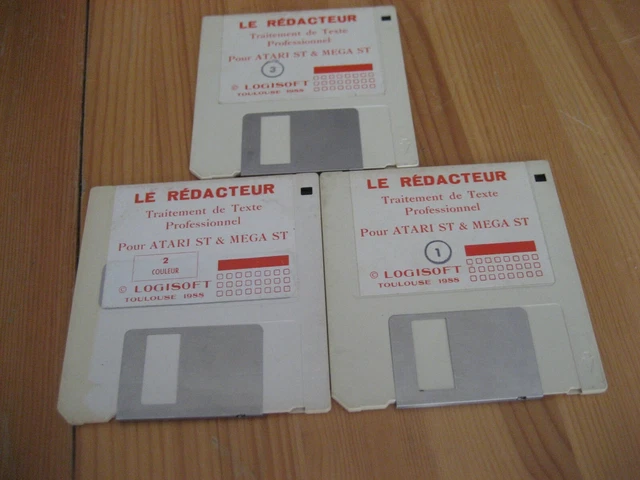 LE RÉDACTEUR
Traitement de Texte
Professionnel
Pour ATARI ST & MEGA ST
3
© LOGISOFT
TOULOUSE 1988
LE RÉDACTEUR
Traitement de Texte
Professionnel
Pour ATARI ST & MEGA ST
2
COULEUR
© LOGISOFT
TOULOUSE 1988
LE RÉDACTEUR
Traitement de Texte
Professionnel
Pour ATARI ST & MEGA ST
1
© LOGISOFT
TOULOUSE 1988